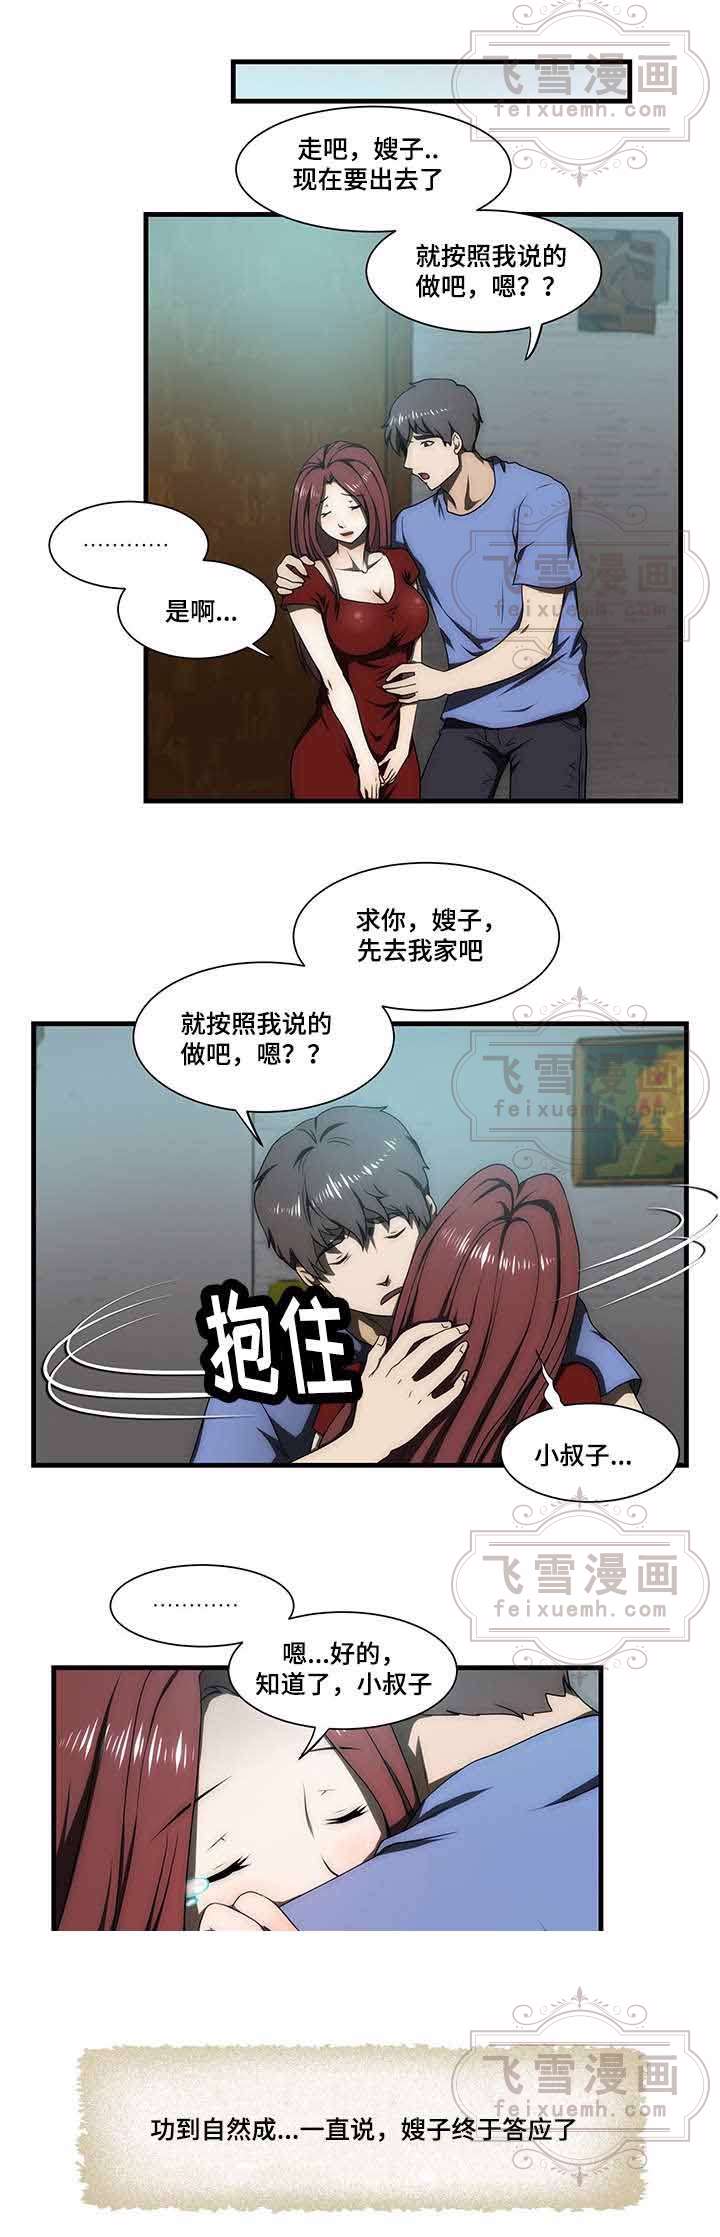 飞雪漫画
feixuemh.com
走吧，嫂子..
现在要出去了
就按照我说的
做吧，嗯？？
…………
飞雪漫画
feixuemh.com
是啊...
求你，嫂子，
先去我家吧
就按照我说的
做吧，嗯？？
飞雪漫画
feixuemh.com
抱住
小叔子...
飞雪漫画
feixuemh.com
…………
嗯...好的，
知道了，小叔子
飞雪漫画
feixuemh.com
功到自然成...一直说，嫂子终于答应了